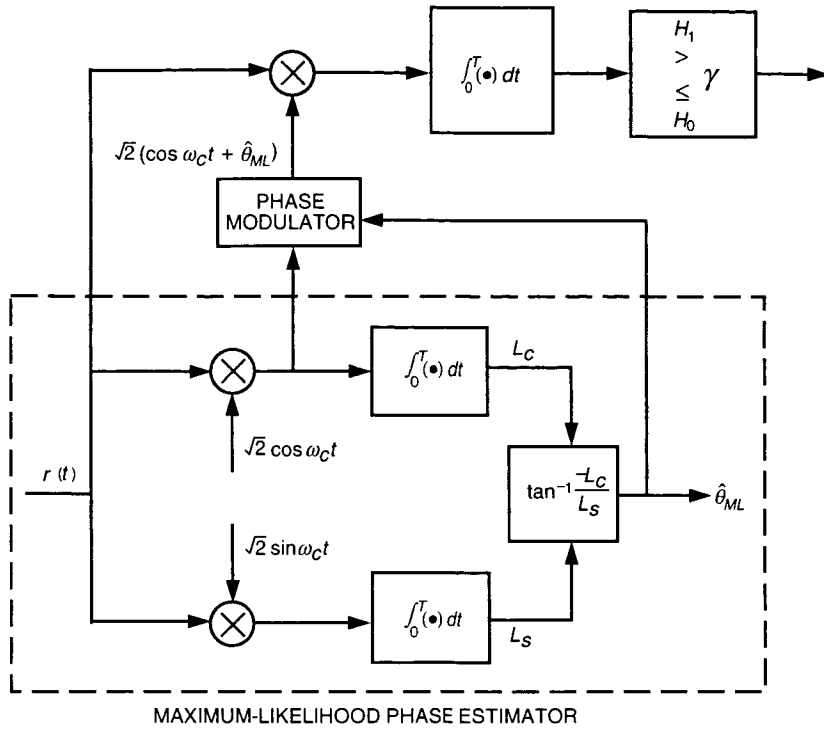 ∫₀ᵀ(•) dt
H₁
>
≤
H₀
γ
√2 (cos ω_c t + θ̂_ML)
PHASE
MODULATOR
∫₀ᵀ(•) dt
L_C
√2 cos ω_c t
r (t)
tan⁻¹ -L_C/L_S
θ̂_ML
√2 sin ω_c t
∫₀ᵀ(•) dt
L_S
MAXIMUM-LIKELIHOOD PHASE ESTIMATOR